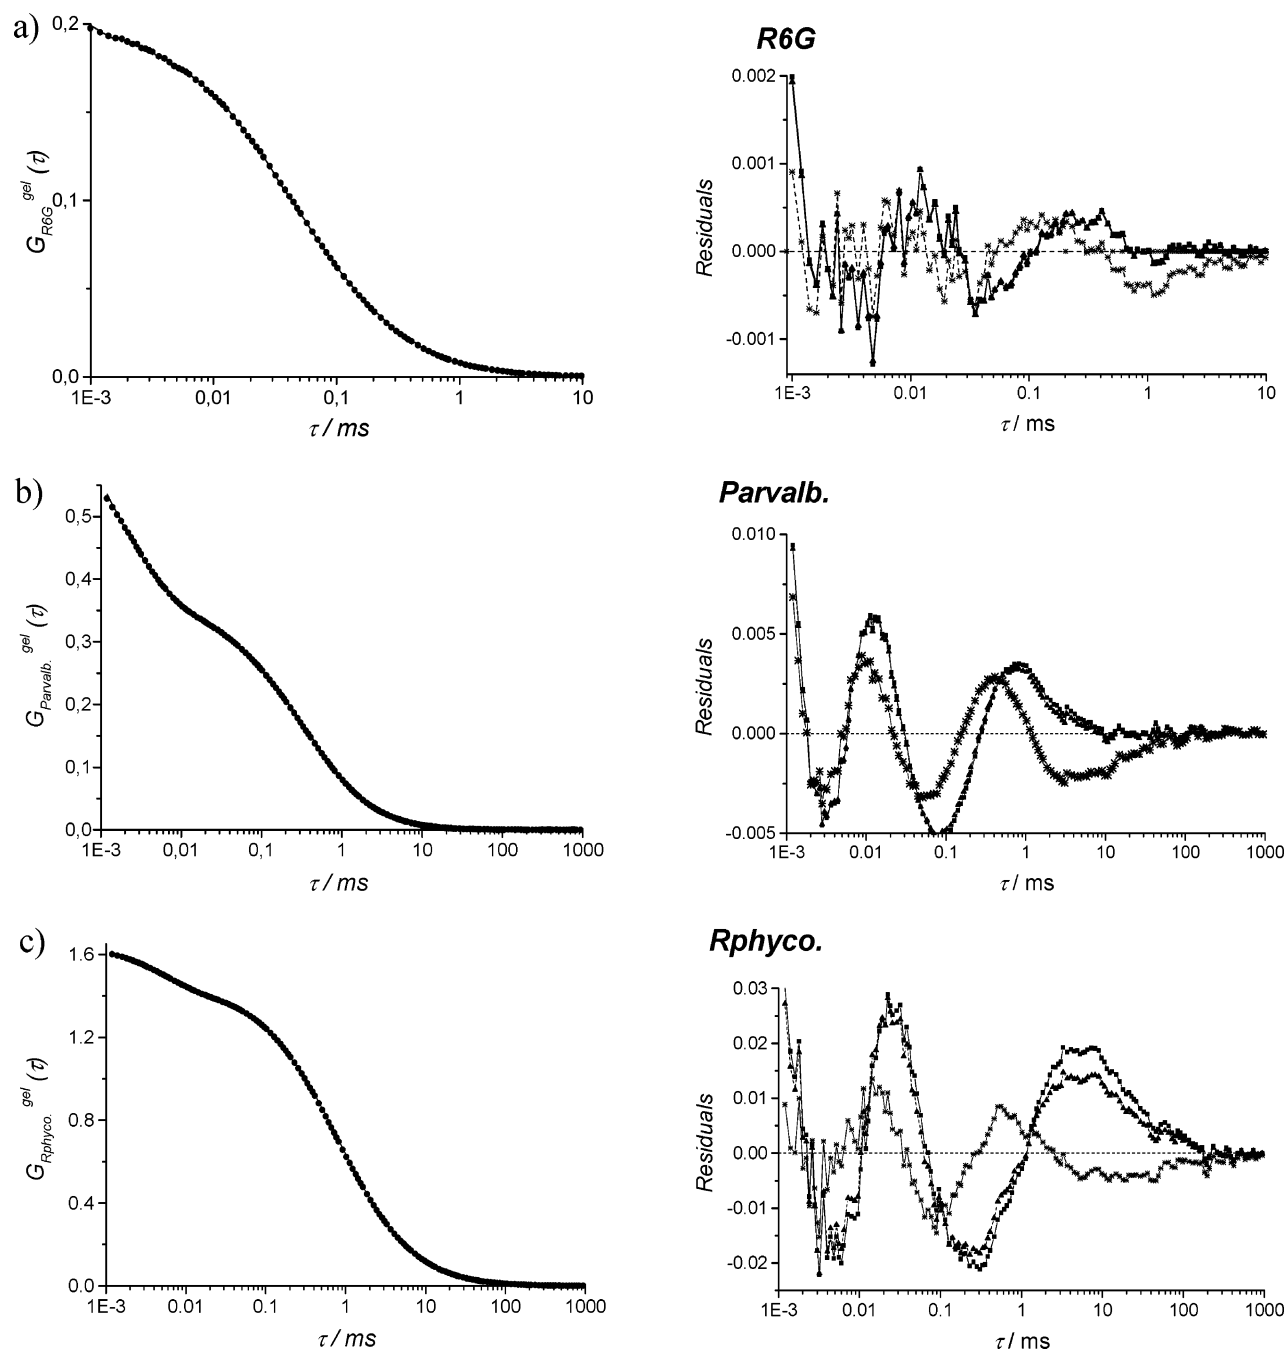 a)
R6G
0,2
0,1
0,0
G_R6G^gel (τ)
1E-3 0,01 0,1 1 10
τ / ms
0.002
0.001
0.000
-0.001
Residuals
1E-3 0.01 0.1 1 10
τ / ms
b)
Parvalb.
0,5
0,4
0,3
0,2
0,1
0,0
G_Parvalb.^gel (τ)
1E-3 0,01 0,1 1 10 100 1000
τ / ms
0.010
0.005
0.000
-0.005
Residuals
1E-3 0.01 0.1 1 10 100 1000
τ / ms
c)
Rphyco.
1.6
1.2
0.8
0.4
0.0
G_Rphyco.^gel (τ)
1E-3 0.01 0.1 1 10 100 1000
τ / ms
0.03
0.02
0.01
0.00
-0.01
-0.02
Residuals
1E-3 0.01 0.1 1 10 100 1000
τ / ms